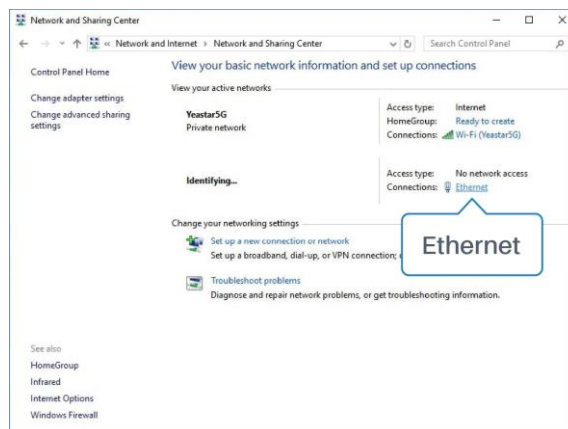 Network and Sharing Center
« Network and Internet > Network and Sharing Center
Search Control Panel
Control Panel Home
Change adapter settings
Change advanced sharing
settings
View your basic network information and set up connections
View your active networks
Yeastar5G
Private network
Access type: Internet
HomeGroup: Ready to create
Connections: Wi-Fi (Yeastar5G)
Identifying...
Access type: No network access
Connections: Ethernet
Ethernet
Change your networking settings
Set up a new connection or network
Set up a broadband, dial-up, or VPN connection;
Troubleshoot problems
Diagnose and repair network problems, or get troubleshooting information.
See also
HomeGroup
Infrared
Internet Options
Windows Firewall